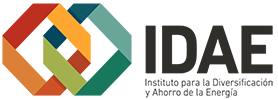 IDAE
Instituto para la Diversificación
y Ahorro de la Energía